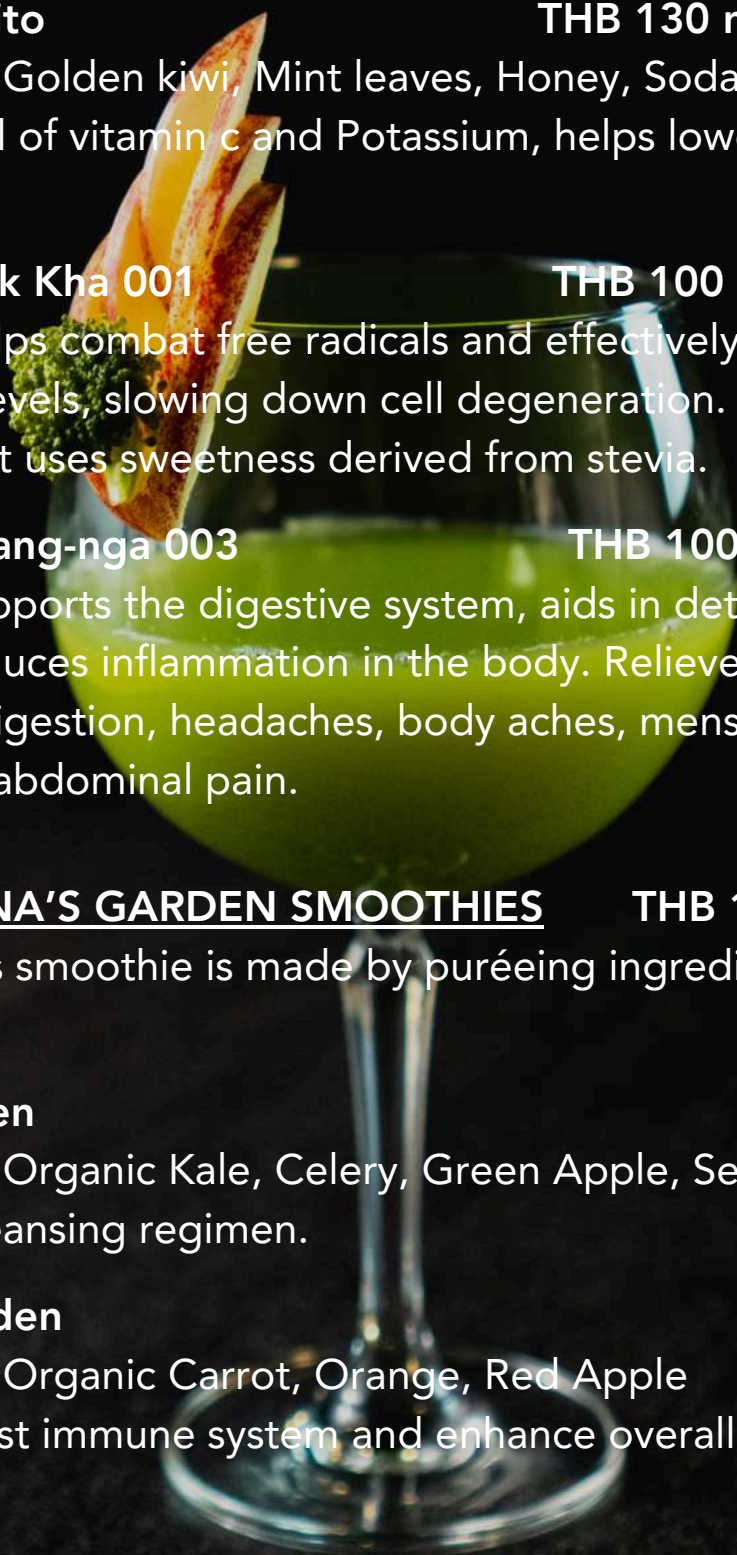 ito THB 130 n
Golden kiwi, Mint leaves, Honey, Soda
l of vitamin c and Potassium, helps low
k Kha 001 THB 100
lps combat free radicals and effectively
evels, slowing down cell degeneration.
t uses sweetness derived from stevia.
ang-nga 003 THB 100
pports the digestive system, aids in det
uces inflammation in the body. Relieve
igestion, headaches, body aches, mens
abdominal pain.
NA’S GARDEN SMOOTHIES THB 1
s smoothie is made by puréeing ingredi
en
Organic Kale, Celery, Green Apple, Se
eansing regimen.
den
Organic Carrot, Orange, Red Apple
st immune system and enhance overall